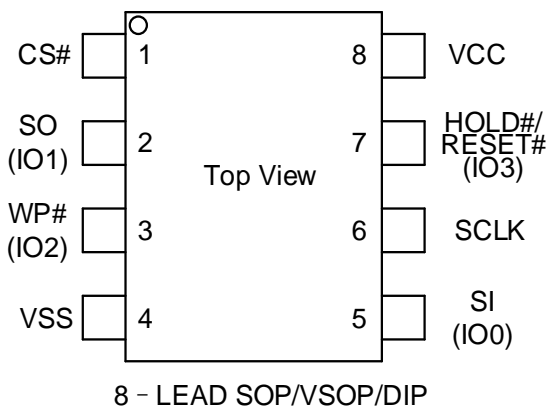 CS#
1
8
VCC
SO
(IO1)
2
7
HOLD#/
RESET#
(IO3)
Top View
WP#
(IO2)
3
6
SCLK
VSS
4
5
SI
(IO0)
8 - LEAD SOP/VSOP/DIP